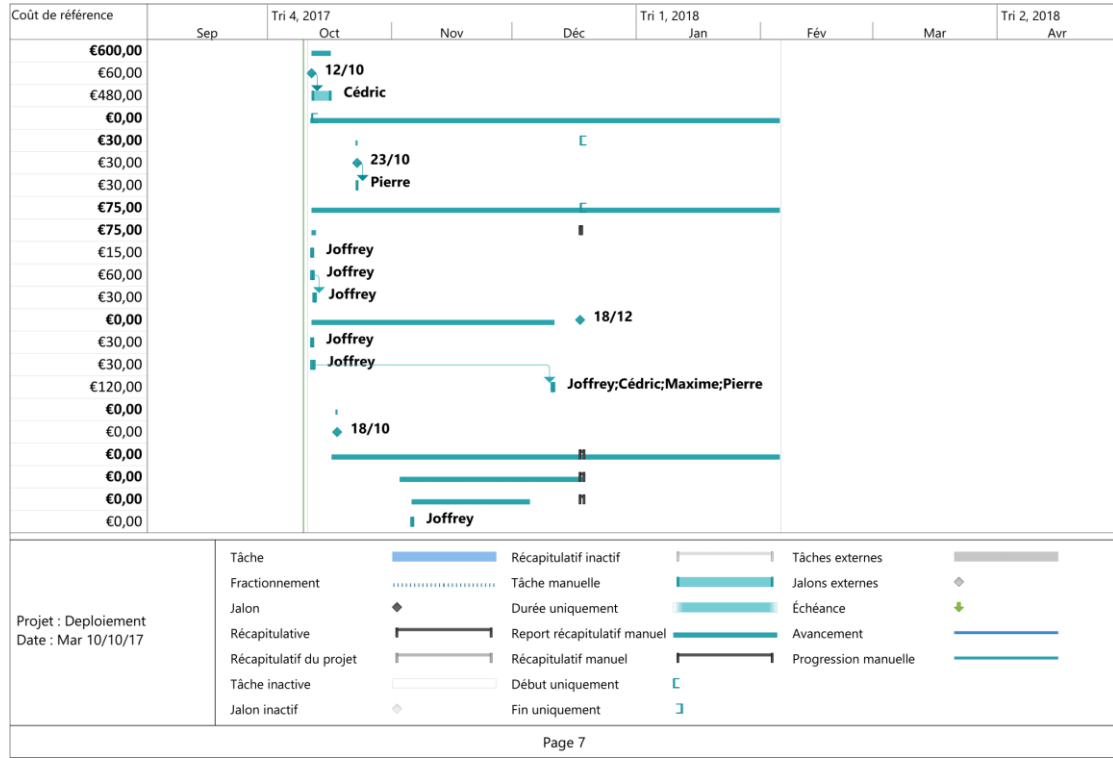 Coût de référence Tri 4, 2017 Tri 1, 2018 Tri 2, 2018
Sep Oct Nov Déc Jan Fév Mar Avr
€600,00
€60,00 12/10
€480,00 Cédric
€0,00
€30,00
€30,00 23/10
€30,00 Pierre
€75,00
€75,00
€15,00 Joffrey
€60,00 Joffrey
€30,00 Joffrey
€0,00 18/12
€30,00 Joffrey
€30,00 Joffrey
€120,00 Joffrey;Cédric;Maxime;Pierre
€0,00
€0,00 18/10
€0,00
€0,00
€0,00
€0,00 Joffrey
Projet : Deploiement
Date : Mar 10/10/17
Tâche Récapitulatif inactif Tâches externes
Fractionnement Tâche manuelle Jalons externes
Jalon Durée uniquement Échéance
Récapitulative Report récapitulatif manuel Avancement
Récapitulatif du projet Récapitulatif manuel Progression manuelle
Tâche inactive Début uniquement
Jalon inactif Fin uniquement
Page 7